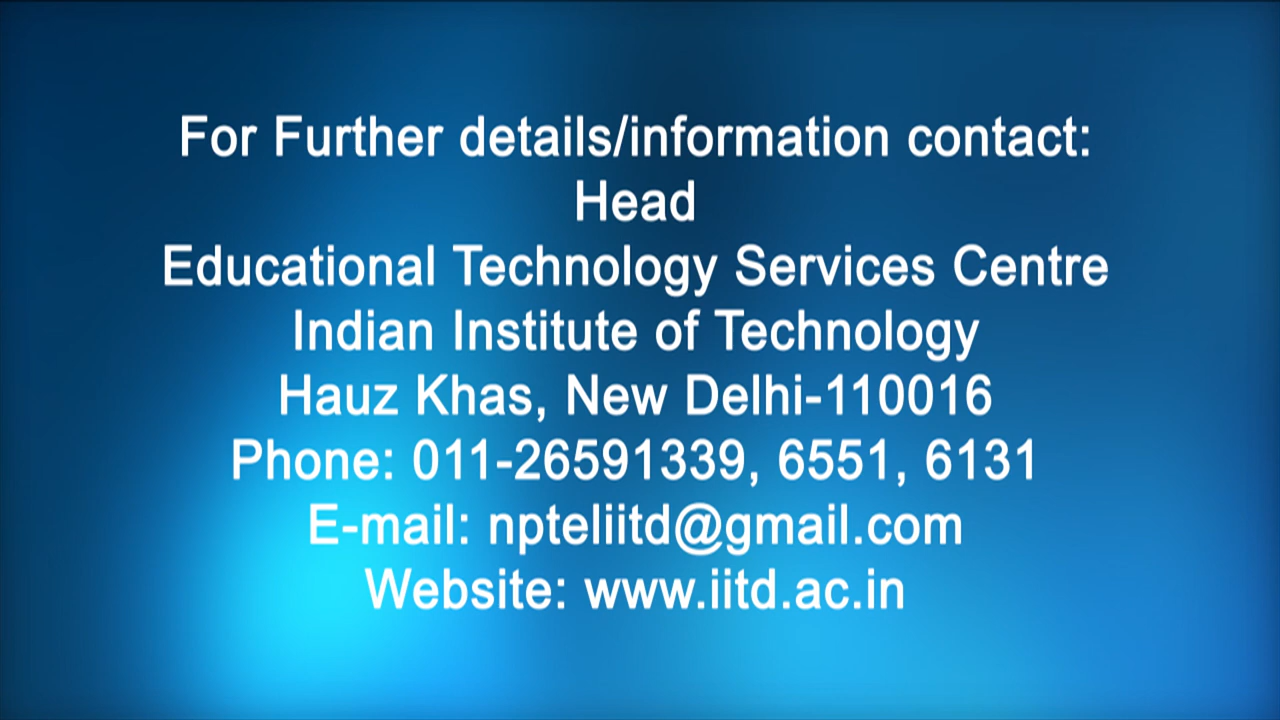 For Further details/information contact:
Head
Educational Technology Services Centre
Indian Institute of Technology
Hauz Khas, New Delhi-110016
Phone: 011-26591339, 6551, 6131
E-mail: npteliitd@gmail.com
Website: www.iitd.ac.in